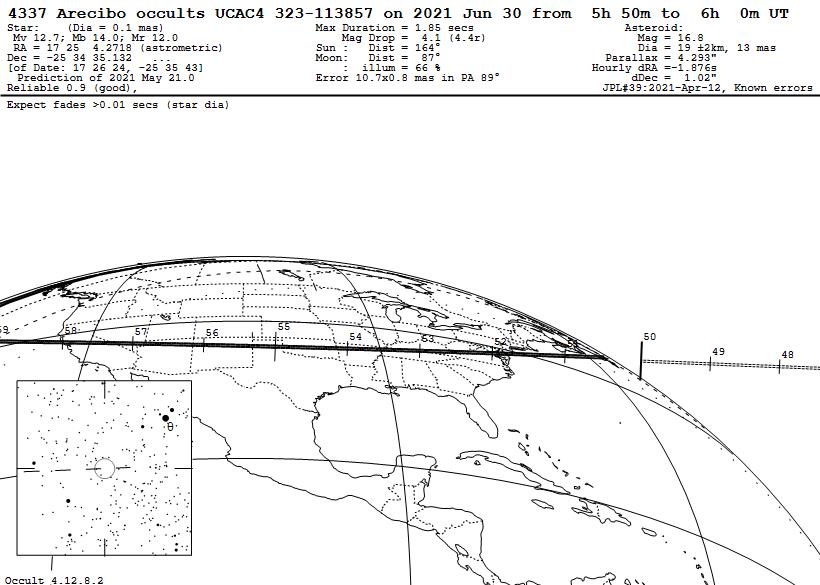 4337 Arecibo occults UCAC4 323-113857 on 2021 Jun 30 from 5h 50m to 6h 0m UT
Star: (Dia = 0.1 mas)
Mv 12.7; Mb 14.0; Mr 12.0
RA = 17 25 4.2718 (astrometric)
Dec = -25 34 35.132 ...
[of Date: 17 26 24, -25 35 43]
Prediction of 2021 May 21.0
Reliable 0.9 (good),
Max Duration = 1.85 secs
Mag Drop = 4.1 (4.4r)
Sun : Dist = 164°
Moon: Dist = 87°
: illum = 66 %
Error 10.7x0.8 mas in PA 89°
Asteroid:
Mag = 16.8
Dia = 19 ±2km, 13 mas
Parallax = 4.293"
Hourly dRA =-1.876s
dDec = 1.02"
JPL#39:2021-Apr-12, Known errors
Expect fades >0.01 secs (star dia)
59 58 57 56 55 54 53 52 51 50 49 48
θ
Occult 4.12.8.2